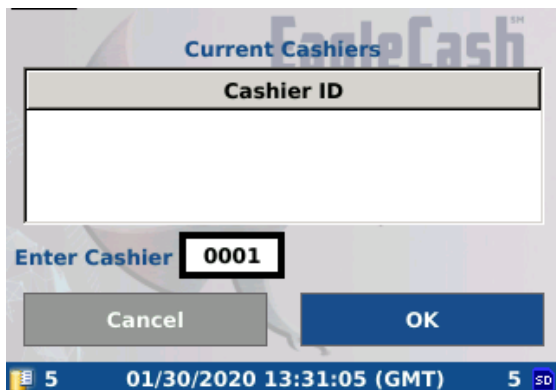 EagleCash SM
Current Cashiers
Cashier ID
Enter Cashier 0001
Cancel OK
5 01/30/2020 13:31:05 (GMT) 5 SD